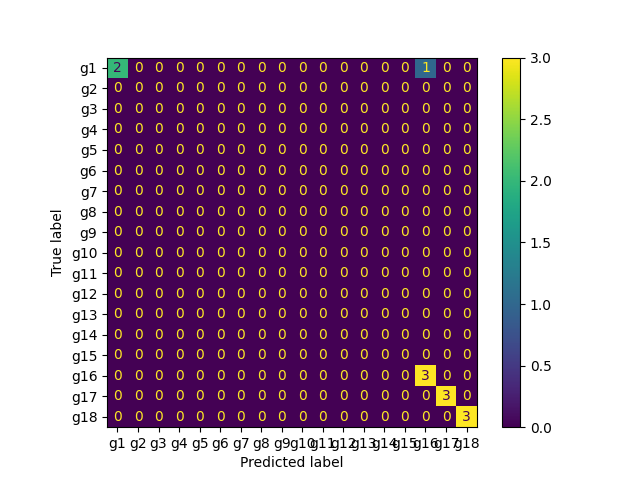 g1 2 0 0 0 0 0 0 0 0 0 0 0 0 0 0 1 0 0
g2 0 0 0 0 0 0 0 0 0 0 0 0 0 0 0 0 0 0
g3 0 0 0 0 0 0 0 0 0 0 0 0 0 0 0 0 0 0
g4 0 0 0 0 0 0 0 0 0 0 0 0 0 0 0 0 0 0
g5 0 0 0 0 0 0 0 0 0 0 0 0 0 0 0 0 0 0
g6 0 0 0 0 0 0 0 0 0 0 0 0 0 0 0 0 0 0
g7 0 0 0 0 0 0 0 0 0 0 0 0 0 0 0 0 0 0
g8 0 0 0 0 0 0 0 0 0 0 0 0 0 0 0 0 0 0
g9 0 0 0 0 0 0 0 0 0 0 0 0 0 0 0 0 0 0
g10 0 0 0 0 0 0 0 0 0 0 0 0 0 0 0 0 0 0
g11 0 0 0 0 0 0 0 0 0 0 0 0 0 0 0 0 0 0
g12 0 0 0 0 0 0 0 0 0 0 0 0 0 0 0 0 0 0
g13 0 0 0 0 0 0 0 0 0 0 0 0 0 0 0 0 0 0
g14 0 0 0 0 0 0 0 0 0 0 0 0 0 0 0 0 0 0
g15 0 0 0 0 0 0 0 0 0 0 0 0 0 0 0 0 0 0
g16 0 0 0 0 0 0 0 0 0 0 0 0 0 0 0 3 0 0
g17 0 0 0 0 0 0 0 0 0 0 0 0 0 0 0 0 3 0
g18 0 0 0 0 0 0 0 0 0 0 0 0 0 0 0 0 0 3
g1 g2 g3 g4 g5 g6 g7 g8 g9 g10 g11 g12 g13 g14 g15 g16 g17 g18
Predicted label
True label
3.0
2.5
2.0
1.5
1.0
0.5
0.0